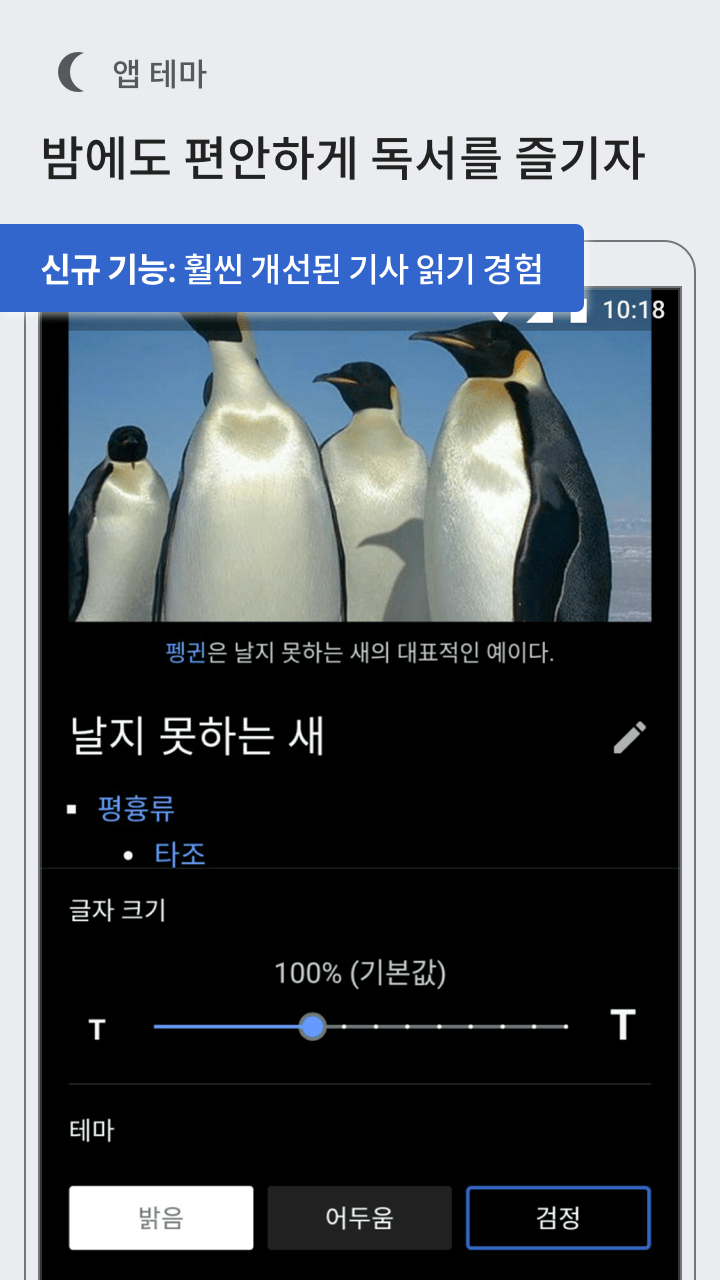 앱 테마
밤에도 편안하게 독서를 즐기자
신규 기능: 훨씬 개선된 기사 읽기 경험
10:18
펭귄은 날지 못하는 새의 대표적인 예이다.
날지 못하는 새
평흉류
타조
글자 크기
100% (기본값)
T T
테마
밝음 어두움 검정